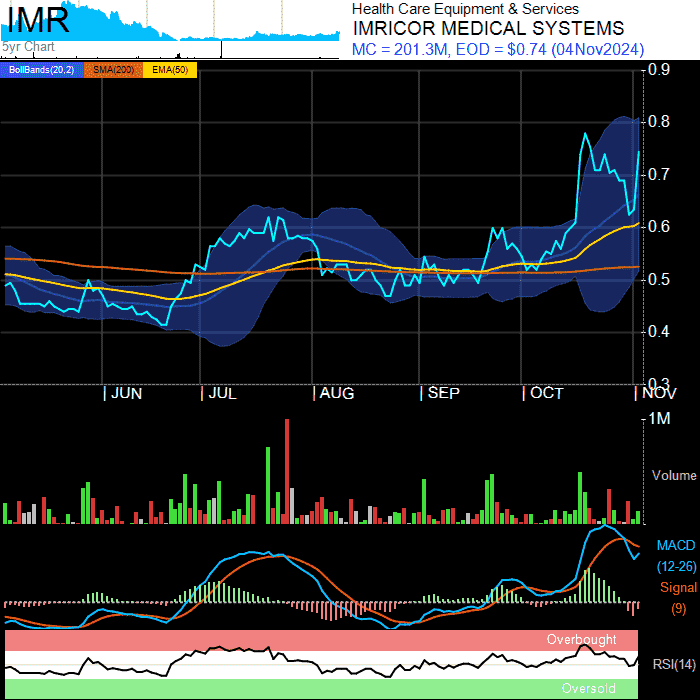 IMR
Health Care Equipment & Services
IMRICOR MEDICAL SYSTEMS
MC = 201.3M, EOD = $0.74 (04Nov2024)
5yr Chart
BollBands(20,2) SMA(200) EMA(50)
0.9
0.8
0.7
0.6
0.5
0.4
0.3
JUN JUL AUG SEP OCT NOV
1M
Volume
MACD
(12-26)
Signal
(9)
Overbought
RSI(14)
Oversold